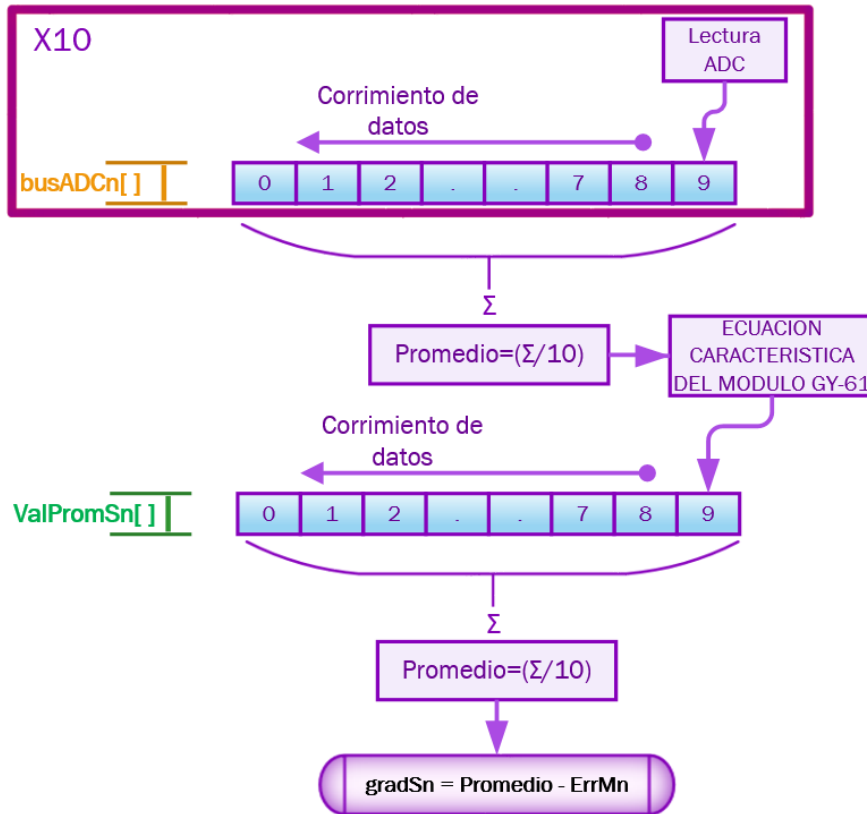 X10
Lectura
ADC
Corrimiento de
datos
busADCn[ ]
0 1 2 . . 7 8 9
Σ
Promedio=(Σ/10)
ECUACION
CARACTERISTICA
DEL MODULO GY-61
Corrimiento de
datos
ValPromSn[ ]
0 1 2 . . 7 8 9
Σ
Promedio=(Σ/10)
gradSn = Promedio - ErrMn